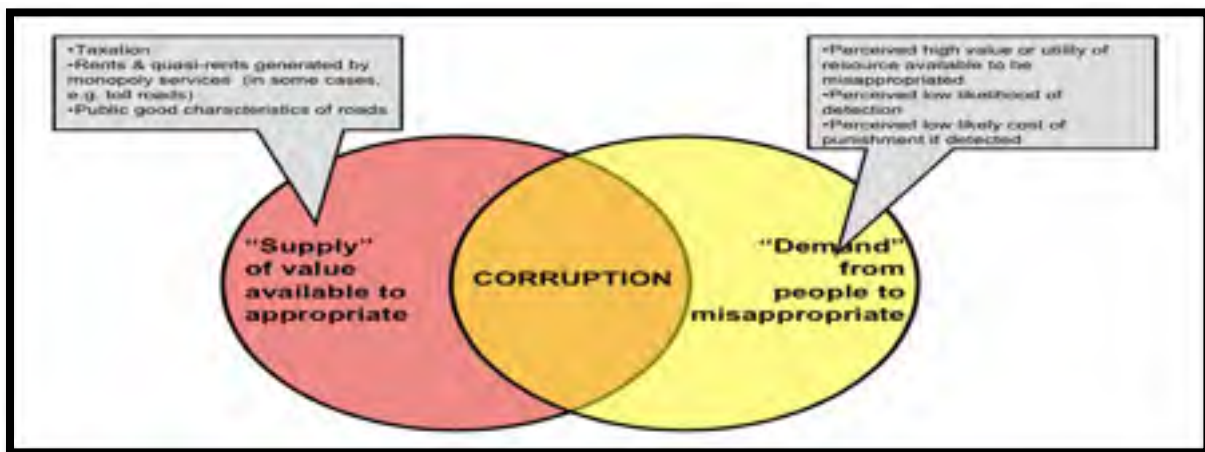 •Taxation
•Rents & quasi-rents generated by
monopoly services (in some cases,
e.g. toll roads)
•Public good characteristics of roads
•Perceived high value or utility of
resource available to be
misappropriated
•Perceived low likelihood of
detection
•Perceived low likely cost of
punishment if detected
“Supply”
of value
available to
appropriate
CORRUPTION
“Demand”
from
people to
misappropriate